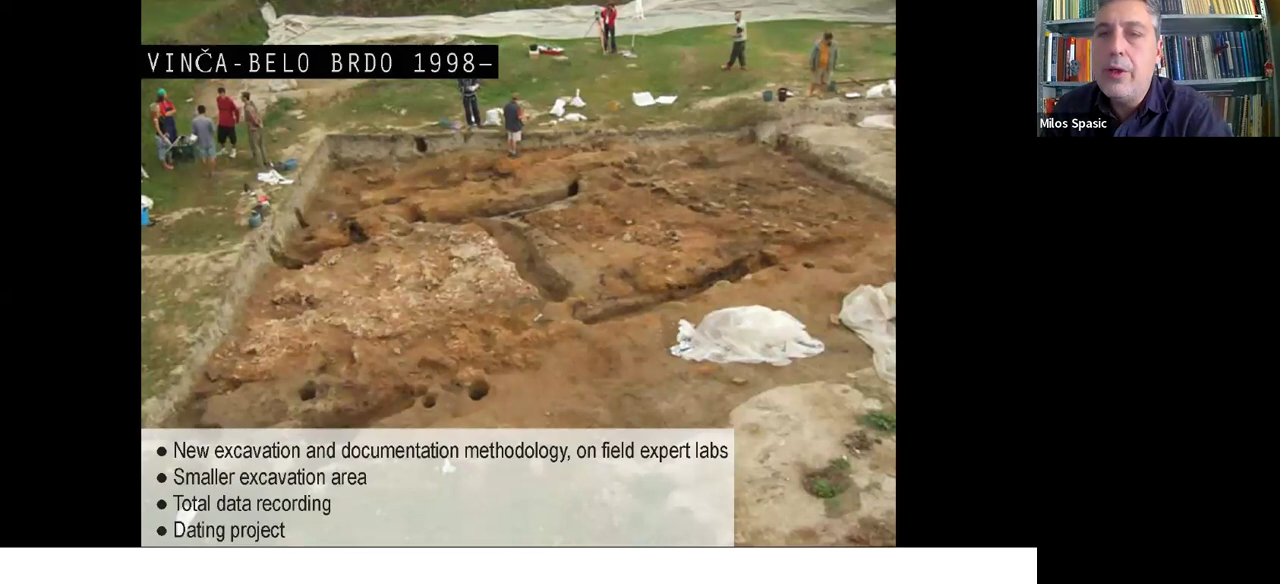 VINČA-BELO BRDO 1998–
Milos Spasic
● New excavation and documentation methodology, on field expert labs
● Smaller excavation area
● Total data recording
● Dating project